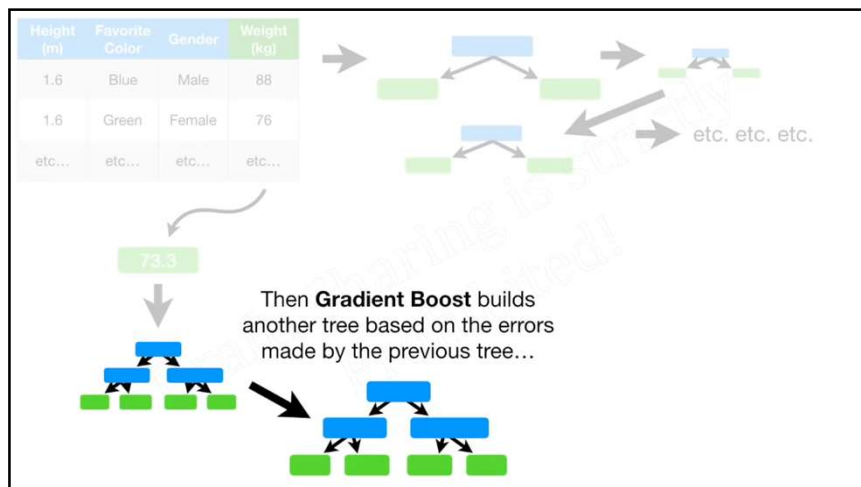 Height (m) Favorite Color Gender Weight (kg)
1.6 Blue Male 88
1.6 Green Female 76
etc... etc... etc... etc...
etc. etc. etc.
73.3
Then Gradient Boost builds
another tree based on the errors
made by the previous tree...